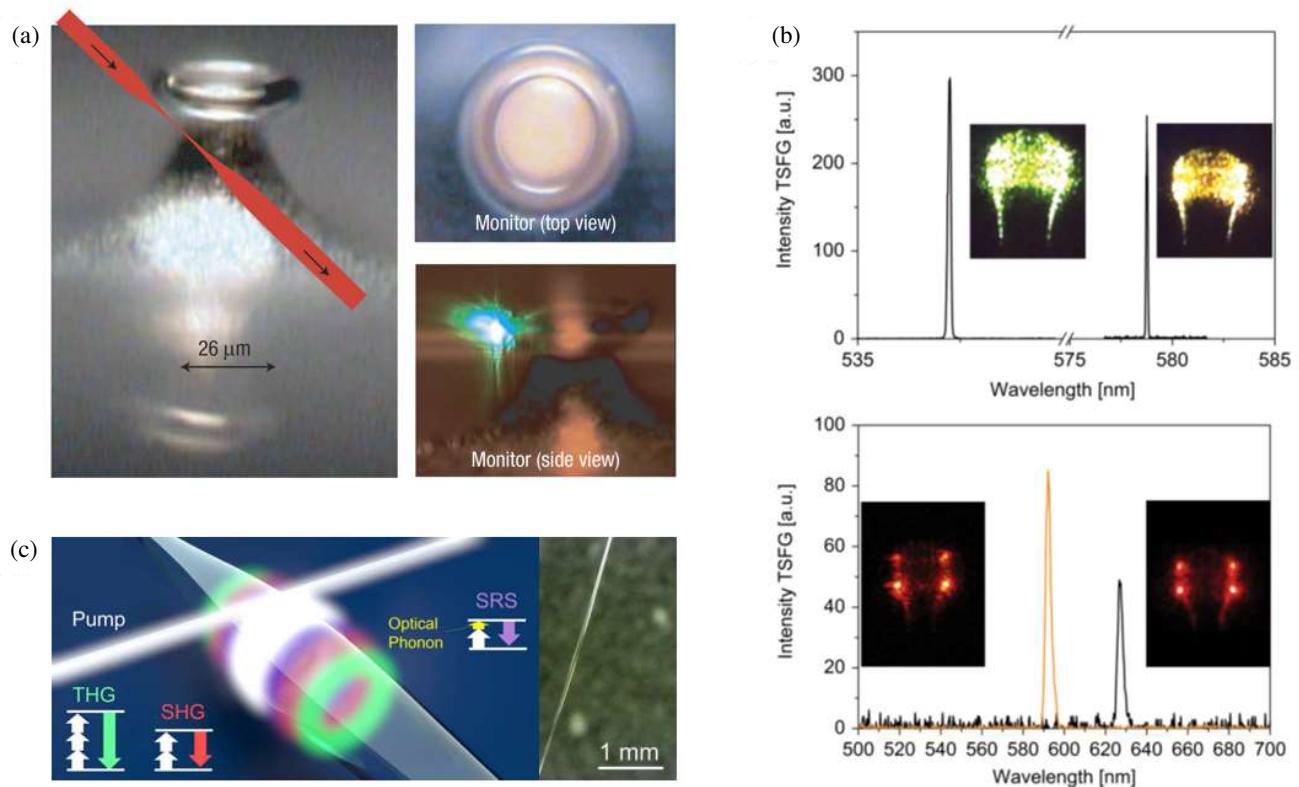 (a)
26 μm
Monitor (top view)
Monitor (side view)
(b)
Intensity TSFG [a.u.]
300
200
100
0
535
575
580
585
Wavelength [nm]
Intensity TSFG [a.u.]
100
80
60
40
20
0
500
520
540
560
580
600
620
640
660
680
700
Wavelength [nm]
(c)
Pump
THG
SHG
SRS
Optical
Phonon
1 mm